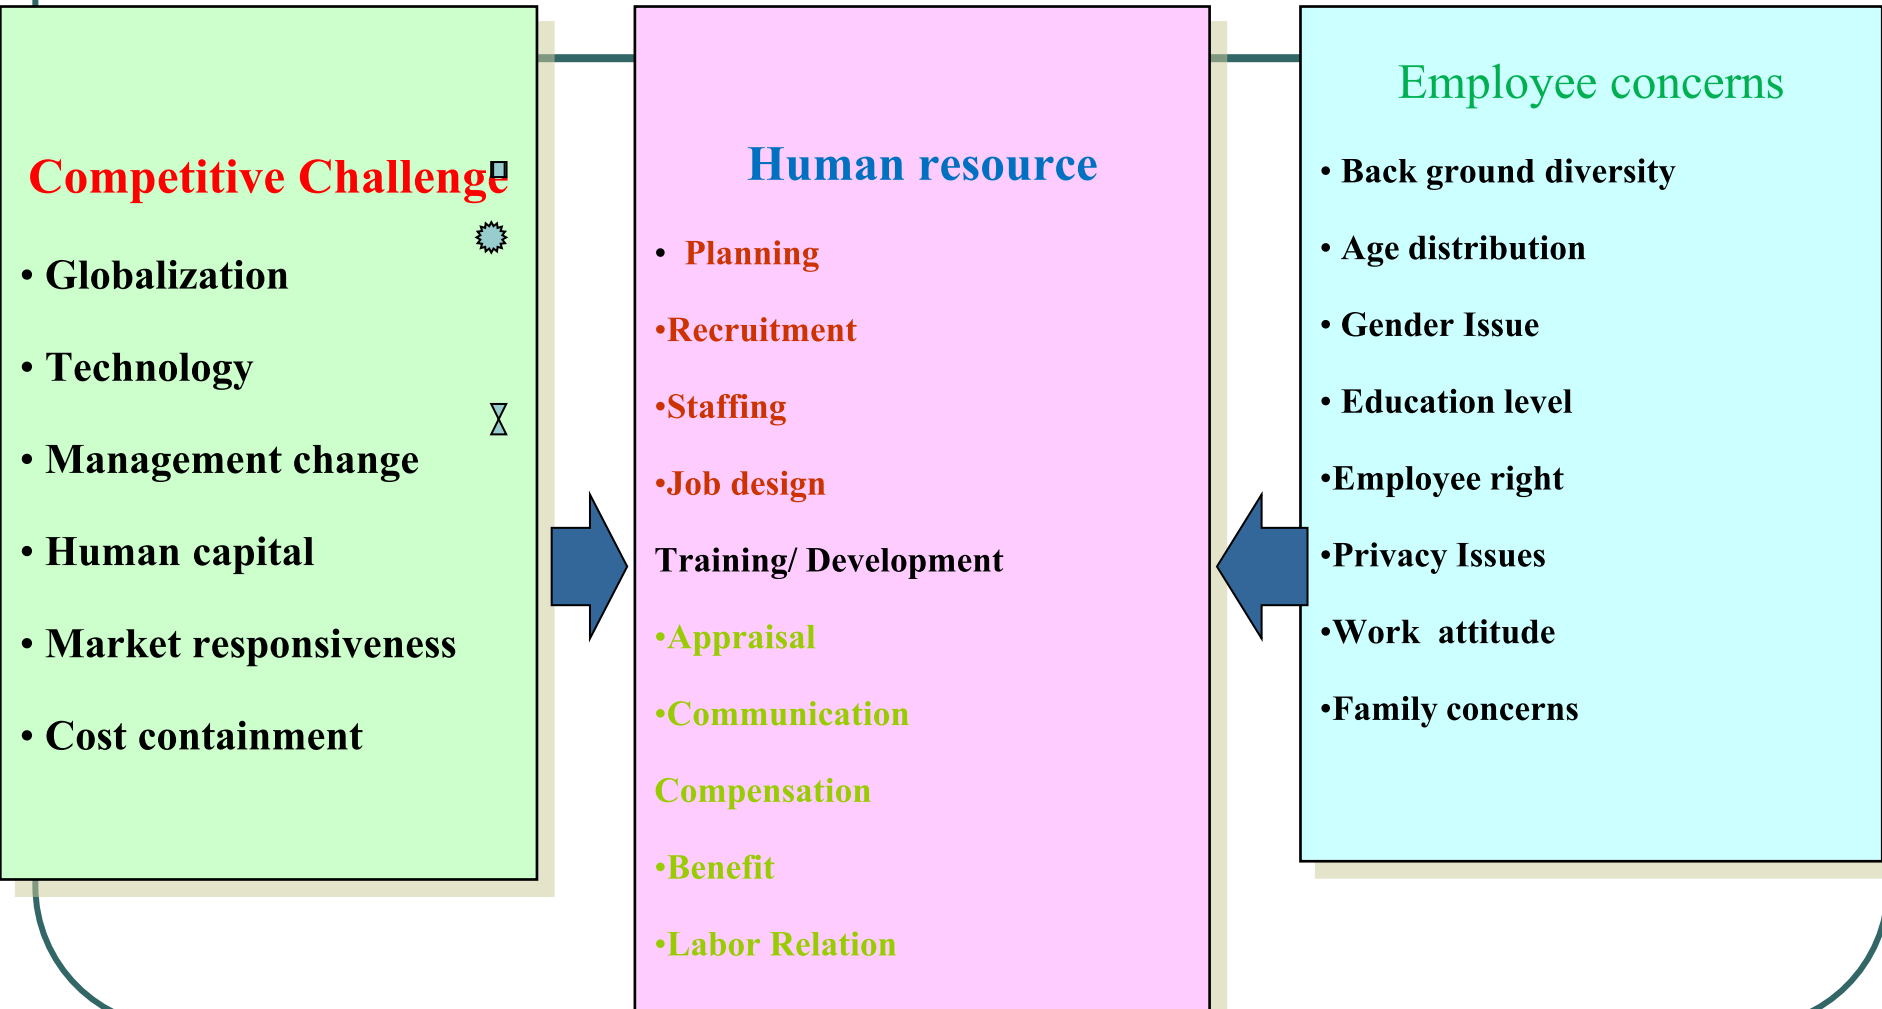 Competitive Challenge
• Globalization
• Technology
• Management change
• Human capital
• Market responsiveness
• Cost containment
Human resource
• Planning
•Recruitment
•Staffing
•Job design
Training/ Development
•Appraisal
•Communication
Compensation
•Benefit
•Labor Relation
Employee concerns
• Back ground diversity
• Age distribution
• Gender Issue
• Education level
•Employee right
•Privacy Issues
•Work  attitude
•Family concerns